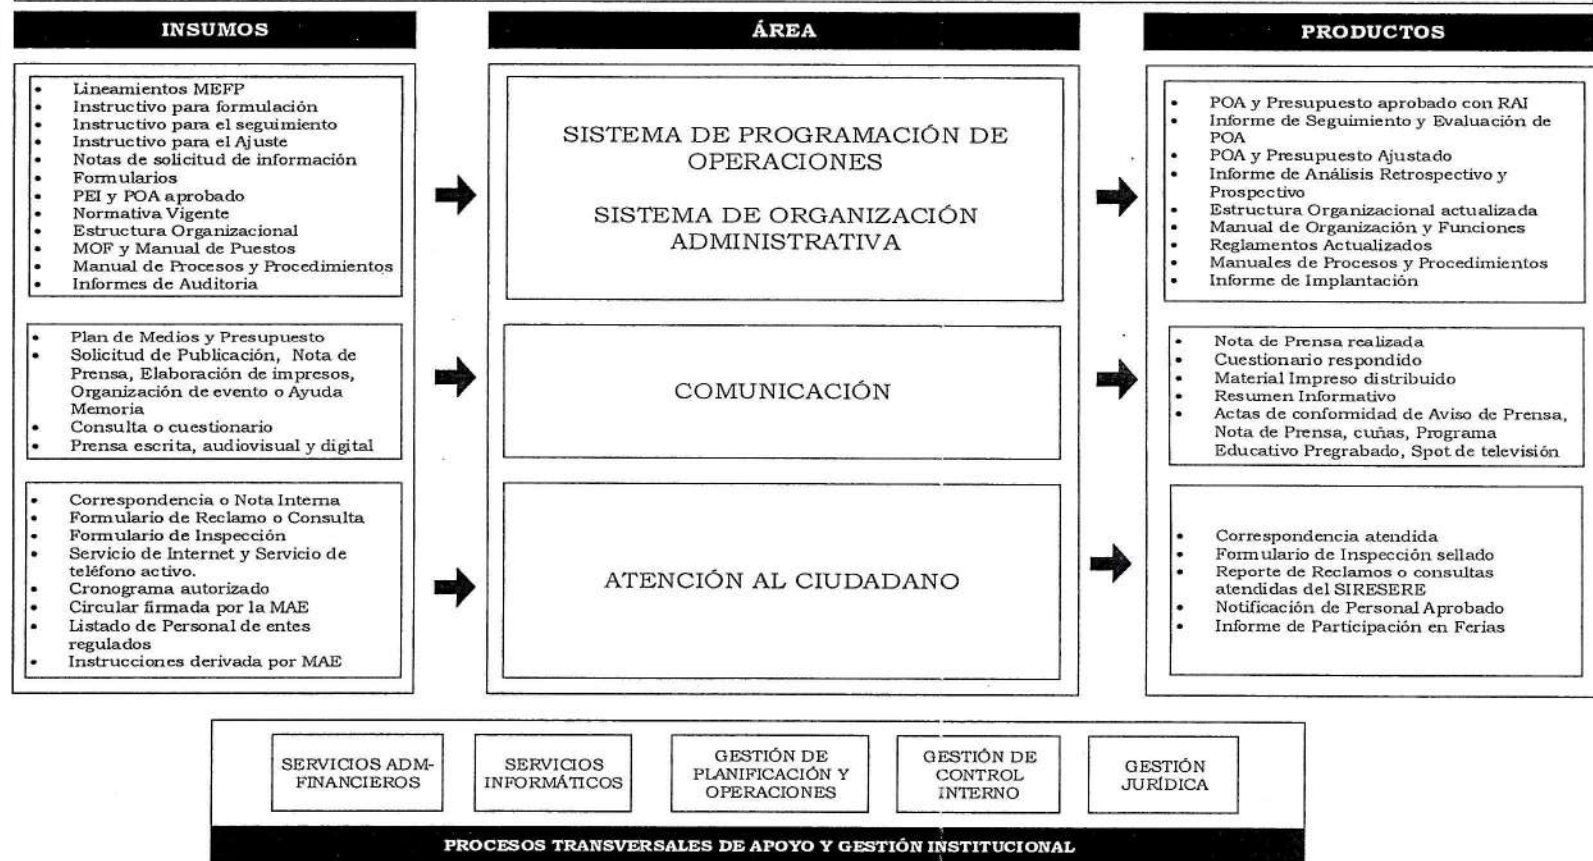 INSUMOS
ÁREA
PRODUCTOS
• Lineamientos MEFP
• Instructivo para formulación
• Instructivo para el seguimiento
• Instructivo para el Ajuste
• Notas de solicitud de información
• Formularios
• PEI y POA aprobado
• Normativa Vigente
• Estructura Organizacional
• MOF y Manual de Puestos
• Manual de Procesos y Procedimientos
• Informes de Auditoria
SISTEMA DE PROGRAMACIÓN DE
OPERACIONES
SISTEMA DE ORGANIZACIÓN
ADMINISTRATIVA
• POA y Presupuesto aprobado con RAI
• Informe de Seguimiento y Evaluación de
POA
• POA y Presupuesto Ajustado
• Informe de Análisis Retrospectivo y
Prospectivo
• Estructura Organizacional actualizada
• Manual de Organización y Funciones
• Reglamentos Actualizados
• Manuales de Procesos y Procedimientos
• Informe de Implantación
• Plan de Medios y Presupuesto
• Solicitud de Publicación, Nota de
Prensa, Elaboración de impresos,
Organización de evento o Ayuda
Memoria
• Consulta o cuestionario
• Prensa escrita, audiovisual y digital
COMUNICACIÓN
• Nota de Prensa realizada
• Cuestionario respondido
• Material Impreso distribuido
• Resumen Informativo
• Actas de conformidad de Aviso de Prensa,
Nota de Prensa, cuñas, Programa
Educativo Pregrabado, Spot de televisión
• Correspondencia o Nota Interna
• Formulario de Reclamo o Consulta
• Formulario de Inspección
• Servicio de Internet y Servicio de
teléfono activo.
• Cronograma autorizado
• Circular firmada por la MAE
• Listado de Personal de entes
regulados
• Instrucciones derivada por MAE
ATENCIÓN AL CIUDADANO
• Correspondencia atendida
• Formulario de Inspección sellado
• Reporte de Reclamos o consultas
atendidas del SIRESERE
• Notificación de Personal Aprobado
• Informe de Participación en Ferias
SERVICIOS ADM-
FINANCIEROS
SERVICIOS
INFORMÁTICOS
GESTIÓN DE
PLANIFICACIÓN Y
OPERACIONES
GESTIÓN DE
CONTROL
INTERNO
GESTIÓN
JURÍDICA
PROCESOS TRANSVERSALES DE APOYO Y GESTIÓN INSTITUCIONAL